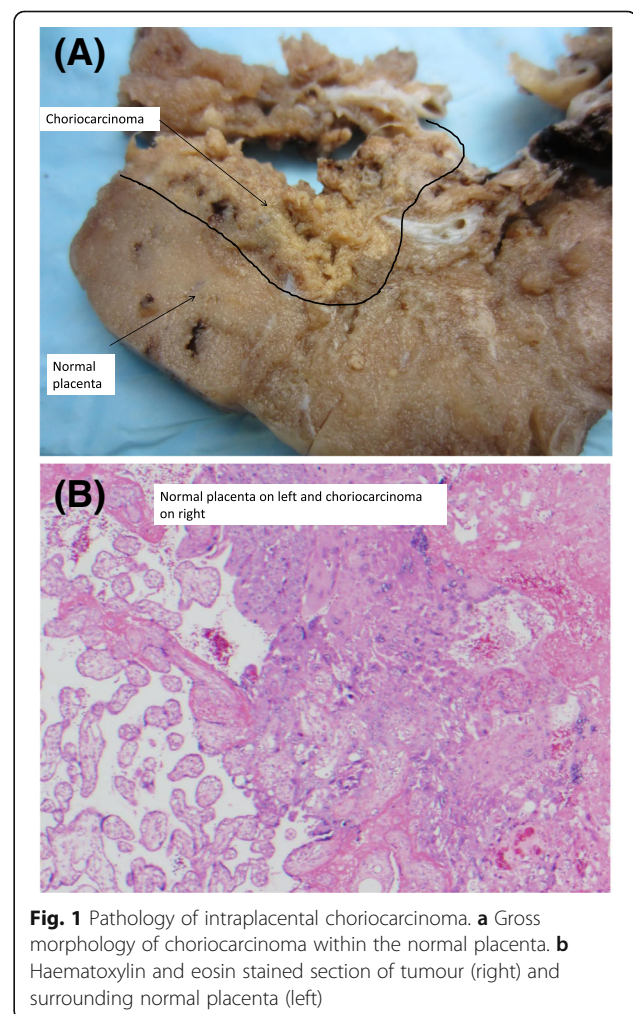 (A)
Choriocarcinoma
Normal
placenta
(B)
Normal placenta on left and choriocarcinoma
on right
Fig. 1 Pathology of intraplacental choriocarcinoma. a Gross
morphology of choriocarcinoma within the normal placenta. b
Haematoxylin and eosin stained section of tumour (right) and
surrounding normal placenta (left)